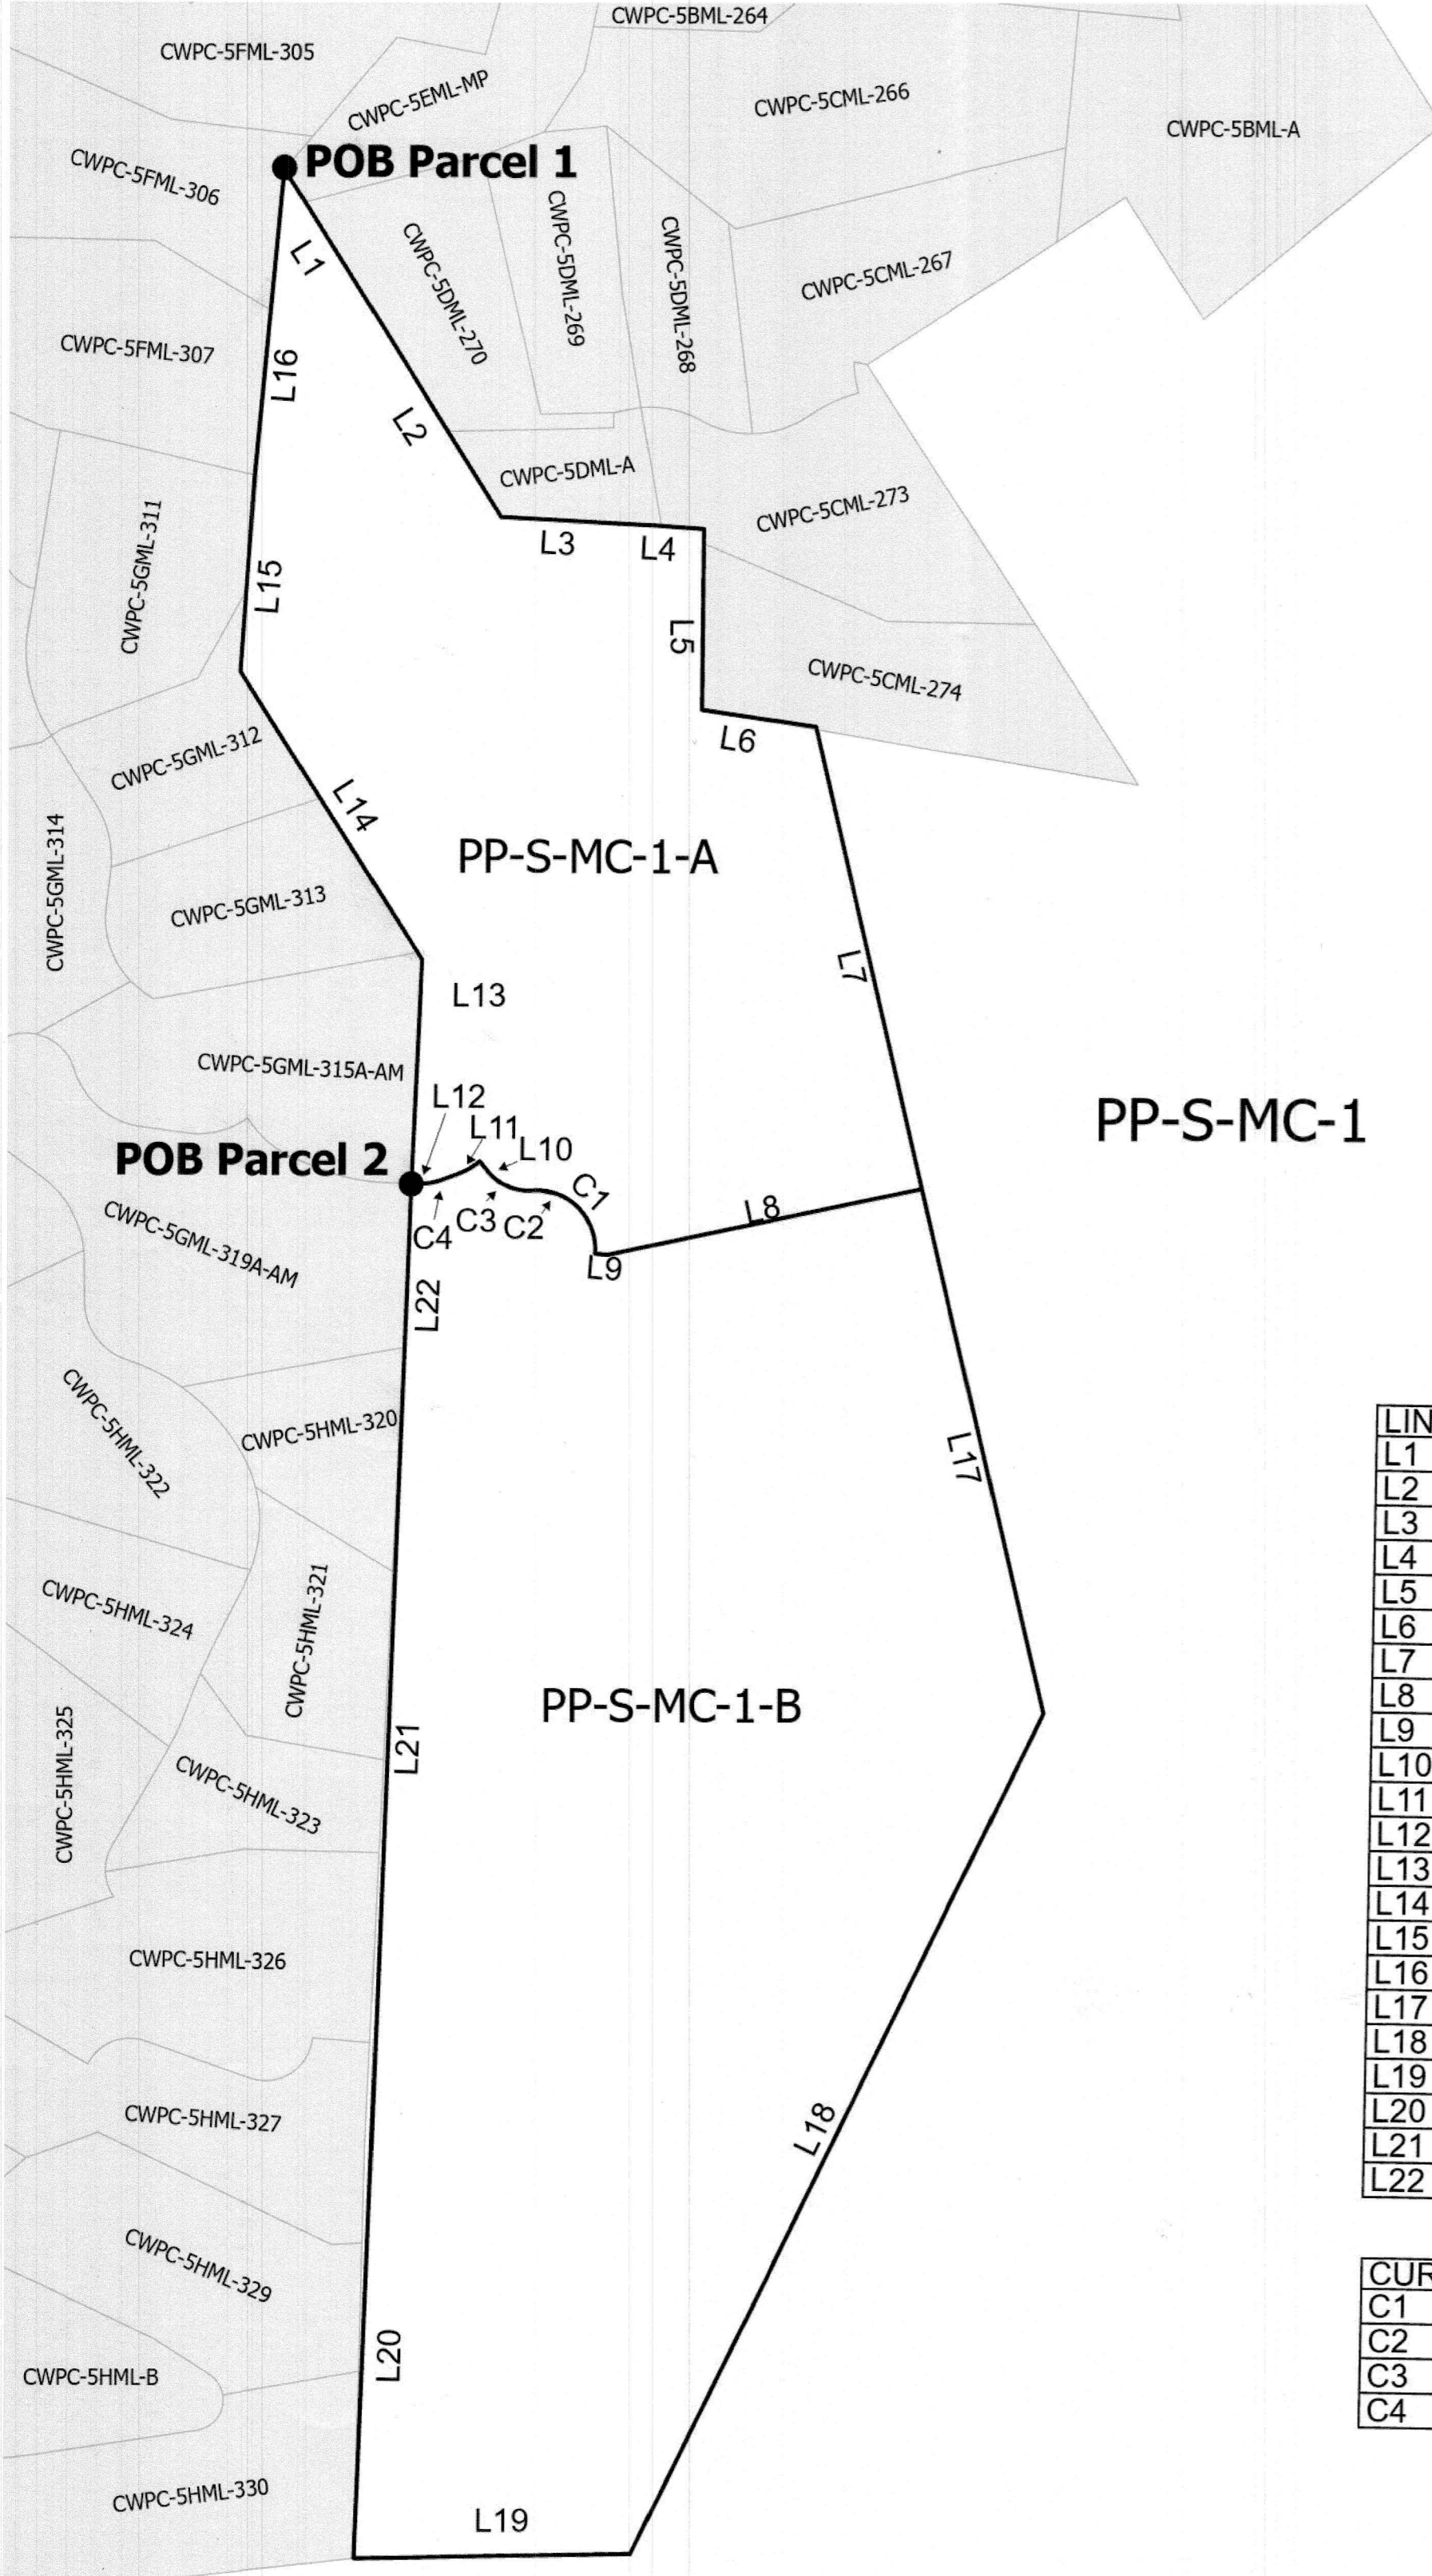 CWPC-5BML-264
CWPC-5FML-305
CWPC-5EML-MP
CWPC-5CML-266
CWPC-5BML-A
POB Parcel 1
CWPC-5FML-306
CWPC-5DML-270
CWPC-5DML-269
CWPC-5DML-268
CWPC-5CML-267
L1
CWPC-5FML-307
L16
L2
CWPC-5DML-A
CWPC-5CML-273
L3
L4
CWPC-5GML-311
L15
L5
CWPC-5CML-274
L6
CWPC-5GML-312
L14
PP-S-MC-1-A
CWPC-5GML-314
CWPC-5GML-313
L7
L13
CWPC-5GML-315A-AM
L12
L11
L10
PP-S-MC-1
POB Parcel 2
C1
L8
C4
C3
C2
L9
CWPC-5GML-319A-AM
L22
CWPC-5HML-322
CWPC-5HML-320
L17
CWPC-5HML-324
CWPC-5HML-321
PP-S-MC-1-B
L21
CWPC-5HML-325
CWPC-5HML-323
CWPC-5HML-326
CWPC-5HML-327
L18
CWPC-5HML-329
L20
CWPC-5HML-B
CWPC-5HML-330
L19
LIN
L1
L2
L3
L4
L5
L6
L7
L8
L9
L10
L11
L12
L13
L14
L15
L16
L17
L18
L19
L20
L21
L22
CUR
C1
C2
C3
C4